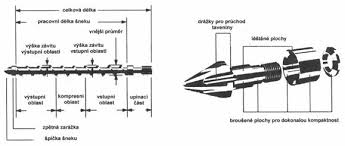 celková délka
pracovní délka šneku
výška závitu
výstupní oblasti
výška závitu
vstupní oblasti
vnější průměr
výstupní
oblast
kompresní
oblast
vstupní
oblast
upínací
část
zpětná zarážka
špička šneku
drážky pro průchod
taveniny
leštěné plochy
broušené plochy pro dokonalou kompaktnost